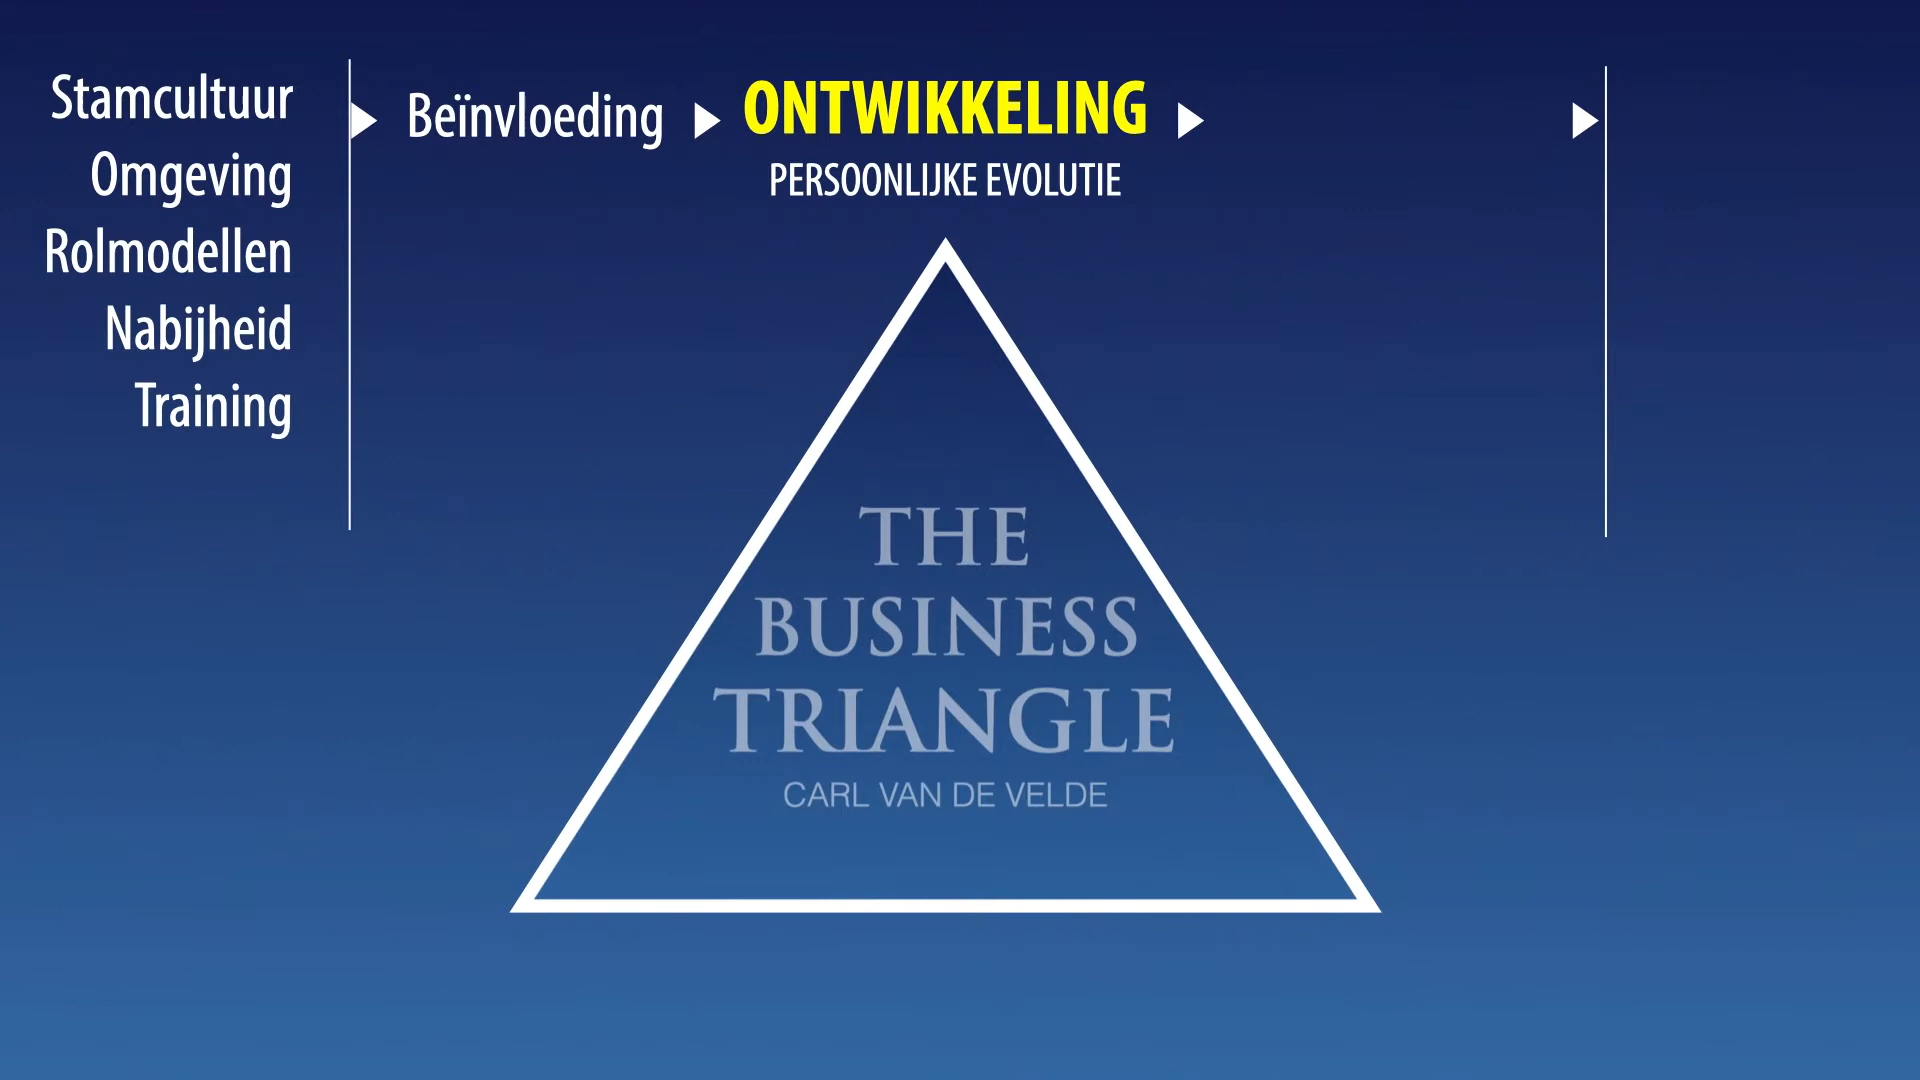 Stamcultuur
Omgeving
Rolmodellen
Nabijheid
Training
Beïnvloeding
ONTWIKKELING
PERSOONLIJKE EVOLUTIE
THE
BUSINESS
TRIANGLE
CARL VAN DE VELDE